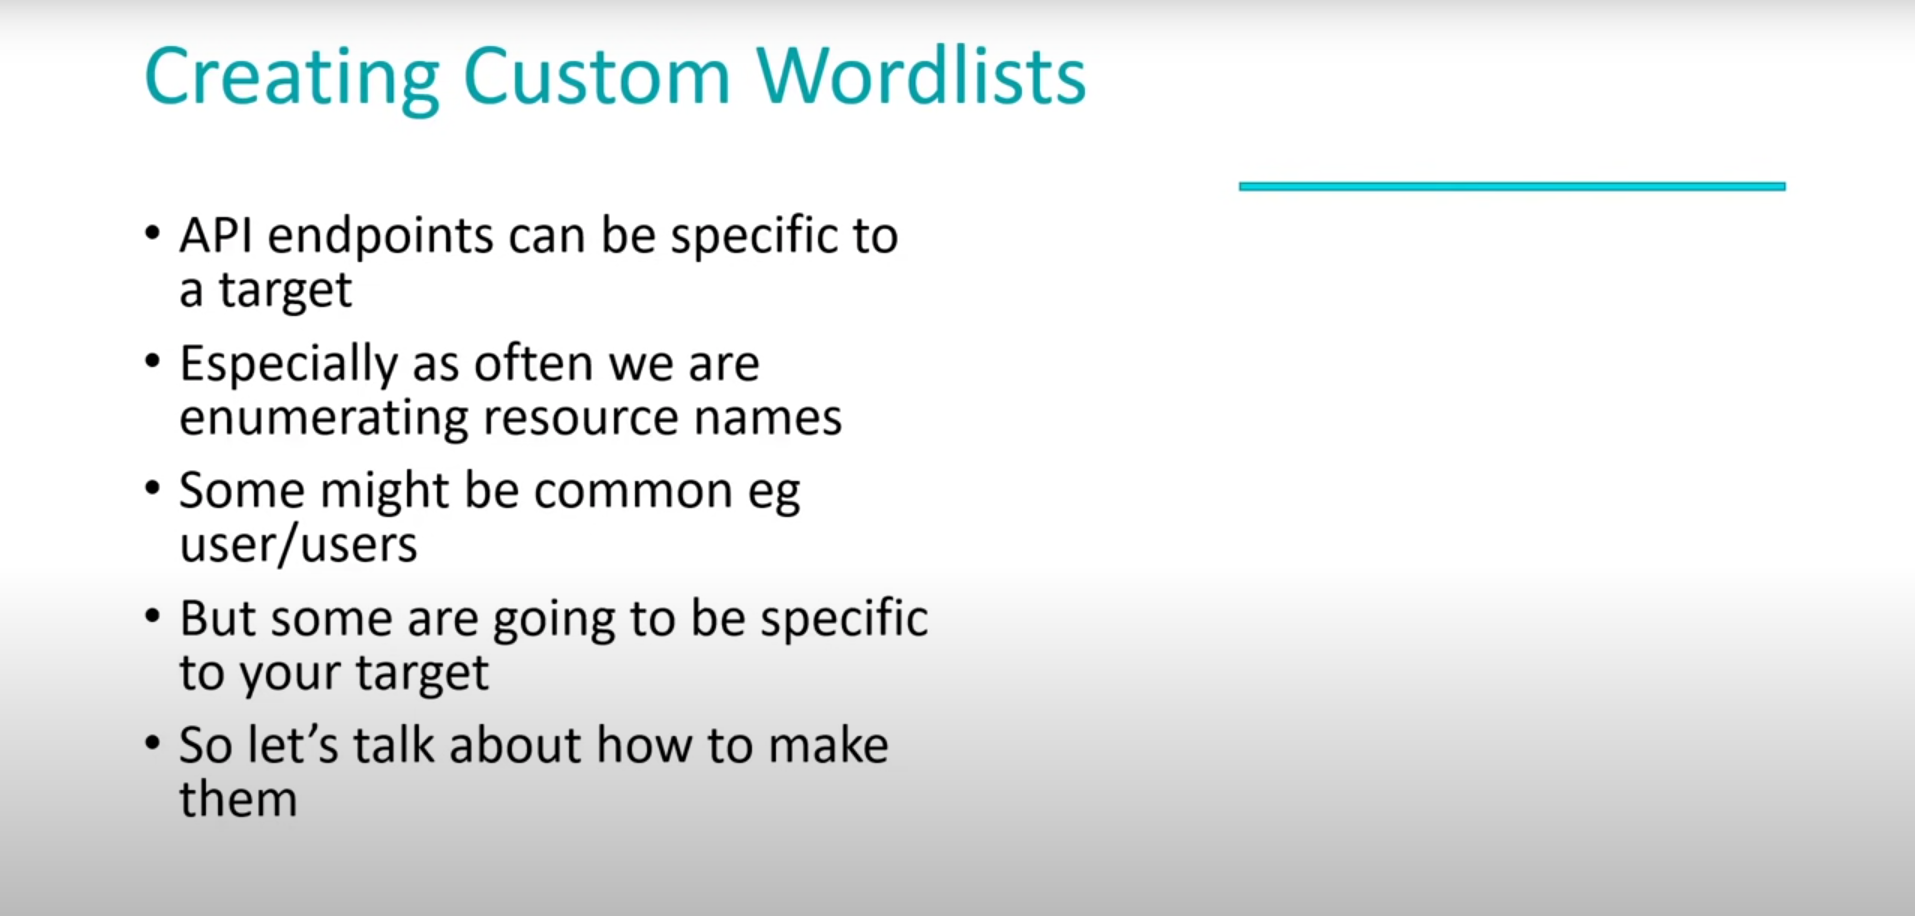 Creating Custom Wordlists
• API endpoints can be specific to
a target
• Especially as often we are
enumerating resource names
• Some might be common eg
user/users
• But some are going to be specific
to your target
• So let’s talk about how to make
them